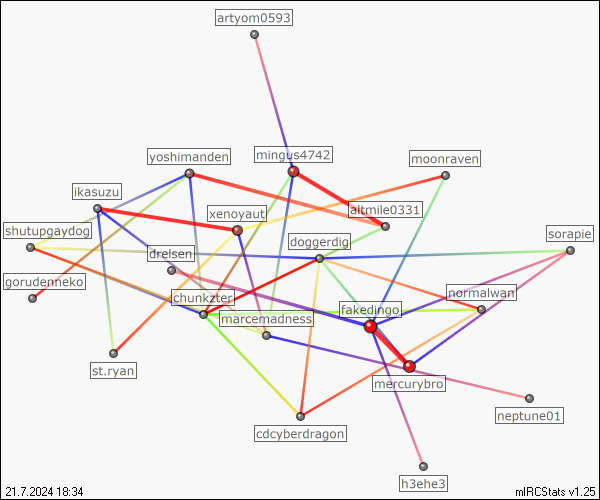 artyom0593
yoshimanden
mingus4742
moonraven
ikasuzu
xenoyaut
altmile0331
shutupgaydog
doggerdig
sorapie
dreisen
gorudenneko
chunkzter
fakedingo
normalwan
marcemadness
st.ryan
mercurybro
cdcyberdragon
neptune01
h3ehe3
21.7.2024 18:34
mIRCStats v1.25